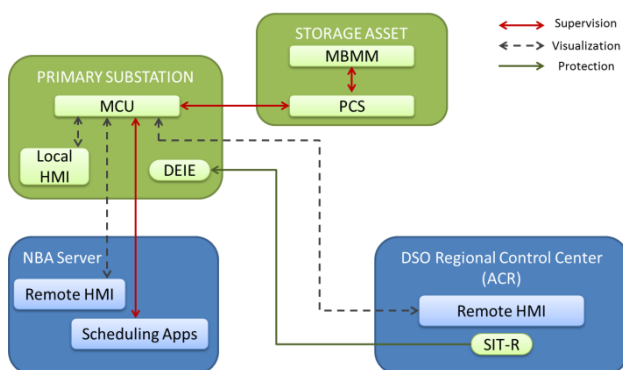 STORAGE ASSET
MBMM
PCS
Supervision
Visualization
Protection
PRIMARY SUBSTATION
MCU
Local
HMI
DEIE
NBA Server
Remote HMI
Scheduling Apps
DSO Regional Control Center
(ACR)
Remote HMI
SIT-R